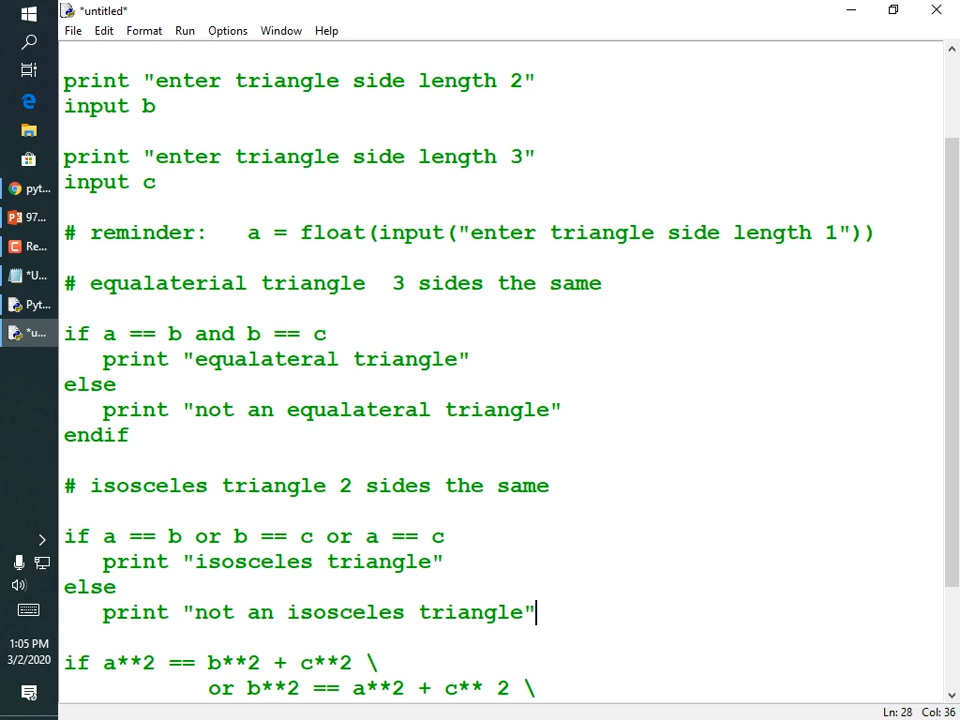 *untitled*
File Edit Format Run Options Window Help
print "enter triangle side length 2"
input b
print "enter triangle side length 3"
input c
# reminder: a = float(input("enter triangle side length 1"))
# equalaterial triangle 3 sides the same
if a == b and b == c
print "equalateral triangle"
else
print "not an equalateral triangle"
endif
# isosceles triangle 2 sides the same
if a == b or b == c or a == c
print "isosceles triangle"
else
print "not an isosceles triangle"
if a**2 == b**2 + c**2 \
or b**2 == a**2 + c** 2 \
Ln: 28 Col: 36
pyt...
97...
Re...
*U...
Pyt...
*u...
1:05 PM
3/2/2020